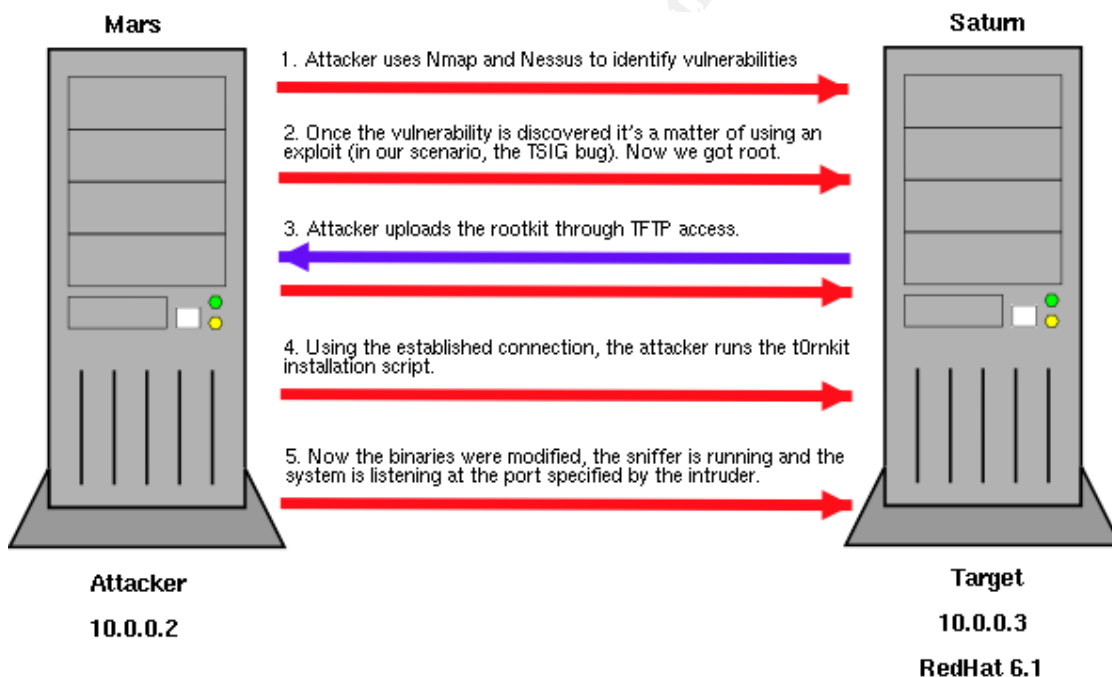 Mars
Saturn
1. Attacker uses Nmap and Nessus to identify vulnerabilities
2. Once the vulnerability is discovered it's a matter of using an
exploit (in our scenario, the TSIG bug). Now we got root.
3. Attacker uploads the rootkit through TFTP access.
4. Using the established connection, the attacker runs the t0rnkit
installation script.
5. Now the binaries were modified, the sniffer is running and the
system is listening at the port specified by the intruder.
Attacker
10.0.0.2
Target
10.0.0.3
RedHat 6.1